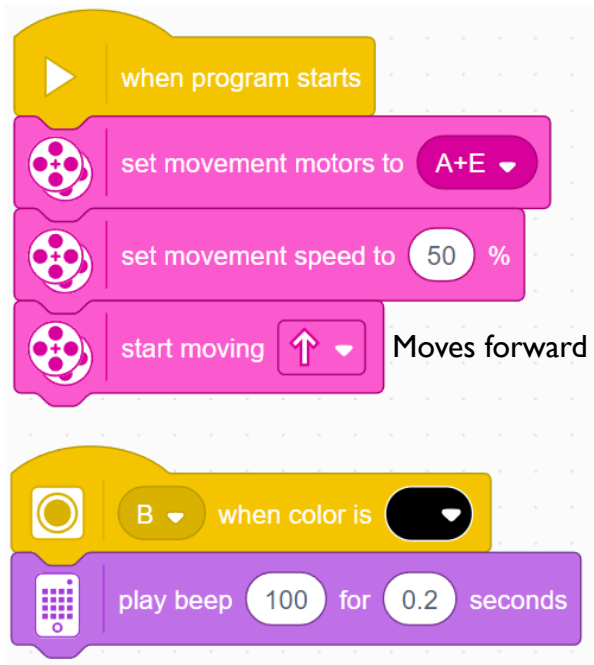 when program starts
set movement motors to A+E
set movement speed to 50 %
start moving Moves forward
B when color is
play beep 100 for 0.2 seconds